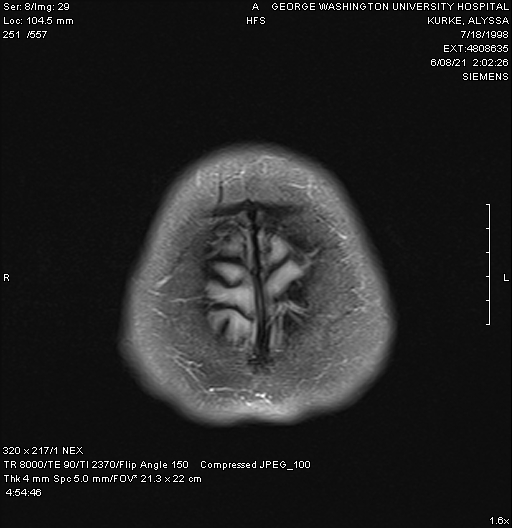 Ser: 8/Img: 29
Loc: 104.5 mm
251 /557
A
HFS
GEORGE WASHINGTON UNIVERSITY HOSPITAL
KURKE, ALYSSA
7/18/1998
EXT:4808635
6/08/21 2:02:26
SIEMENS
R
L
320 x 217/1 NEX
TR 8000/TE 90/TI 2370/Flip Angle 150 Compressed JPEG_100
Thk 4 mm Spc 5.0 mm/FOV* 21.3 x 22 cm
4:54:46
1.6x